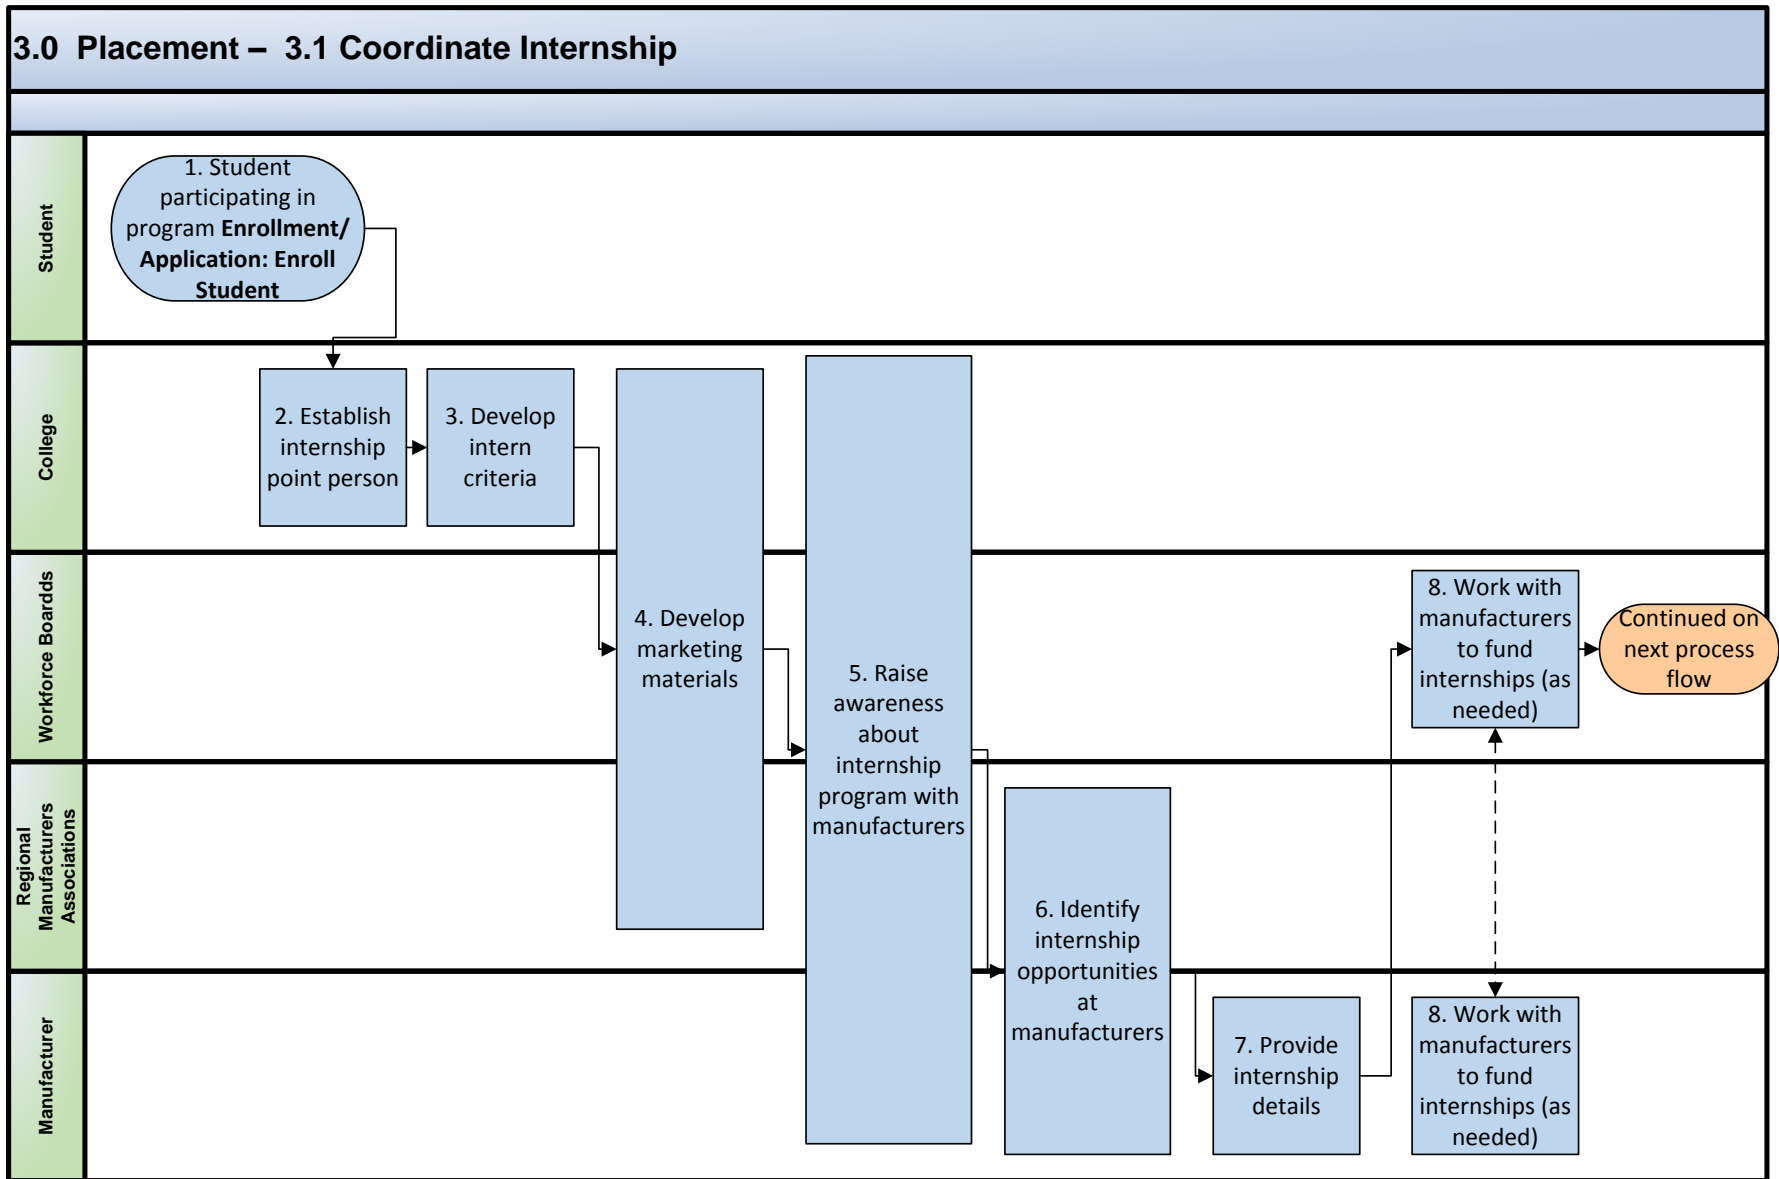 3.0 Placement – 3.1 Coordinate Internship
Student
1. Student
participating in
program Enrollment/
Application: Enroll
Student
College
2. Establish
internship
point person
3. Develop
intern
criteria
4. Develop
marketing
materials
5. Raise
awareness
about
internship
program with
manufacturers
Workforce Boards
8. Work with
manufacturers
to fund
internships (as
needed)
Continued on
next process
flow
Regional
Manufacturers
Associations
6. Identify
internship
opportunities
at
manufacturers
Manufacturer
7. Provide
internship
details
8. Work with
manufacturers
to fund
internships (as
needed)